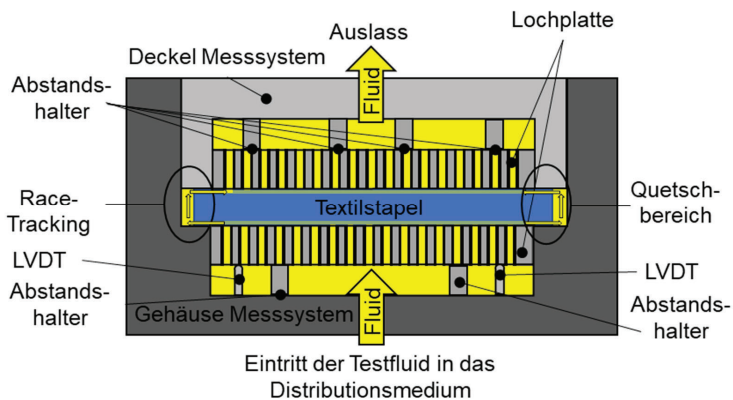 Auslass
Lochplatte
Deckel Messsystem
Abstands-
halter
Fluid
Race-
Tracking
Textilstapel
Quetsch-
bereich
LVDT
LVDT
Abstands-
halter
Gehäuse Messsystem
Fluid
Abstands-
halter
Eintritt der Testfluid in das
Distributionsmedium